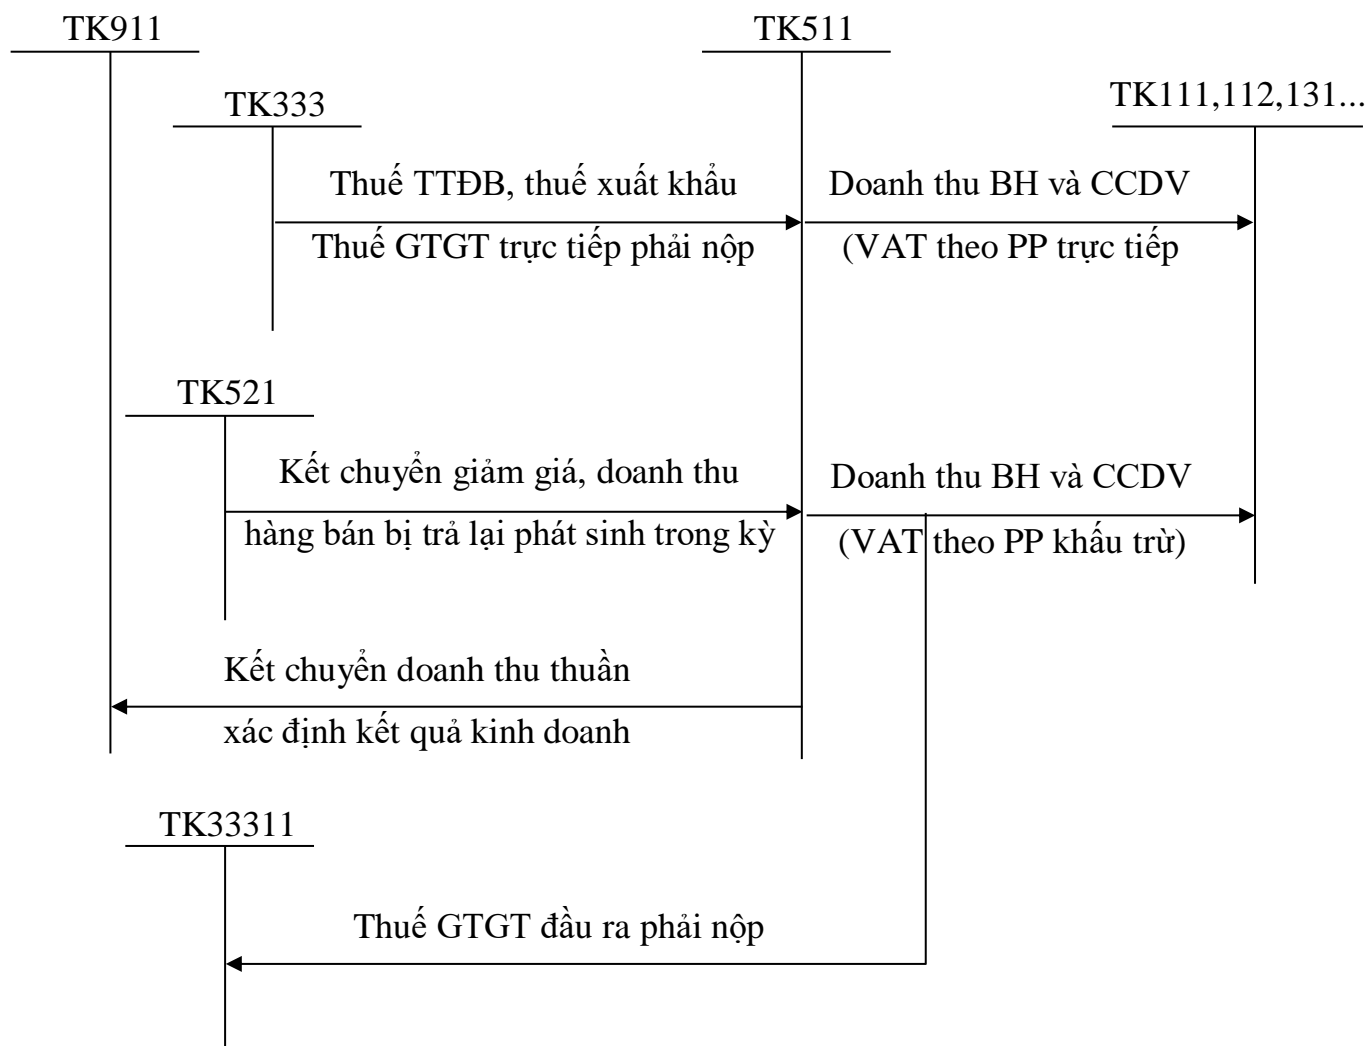 TK911
TK511
TK333
TK111,112,131...
Thuế TTĐB, thuế xuất khẩu
Doanh thu BH và CCDV
Thuế GTGT trực tiếp phải nộp
(VAT theo PP trực tiếp
TK521
Kết chuyển giảm giá, doanh thu
Doanh thu BH và CCDV
hàng bán bị trả lại phát sinh trong kỳ
(VAT theo PP khấu trừ)
Kết chuyển doanh thu thuần
xác định kết quả kinh doanh
TK33311
Thuế GTGT đầu ra phải nộp